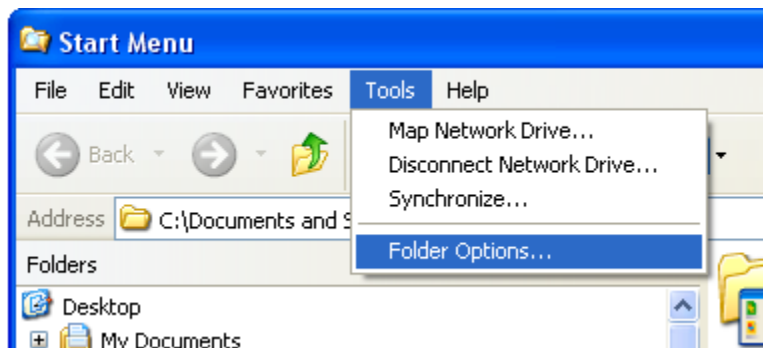 Start Menu
File Edit View Favorites Tools Help
Map Network Drive...
Disconnect Network Drive...
Synchronize...
Folder Options...
Back
Address C:\Documents and
Folders
Desktop
My Documents